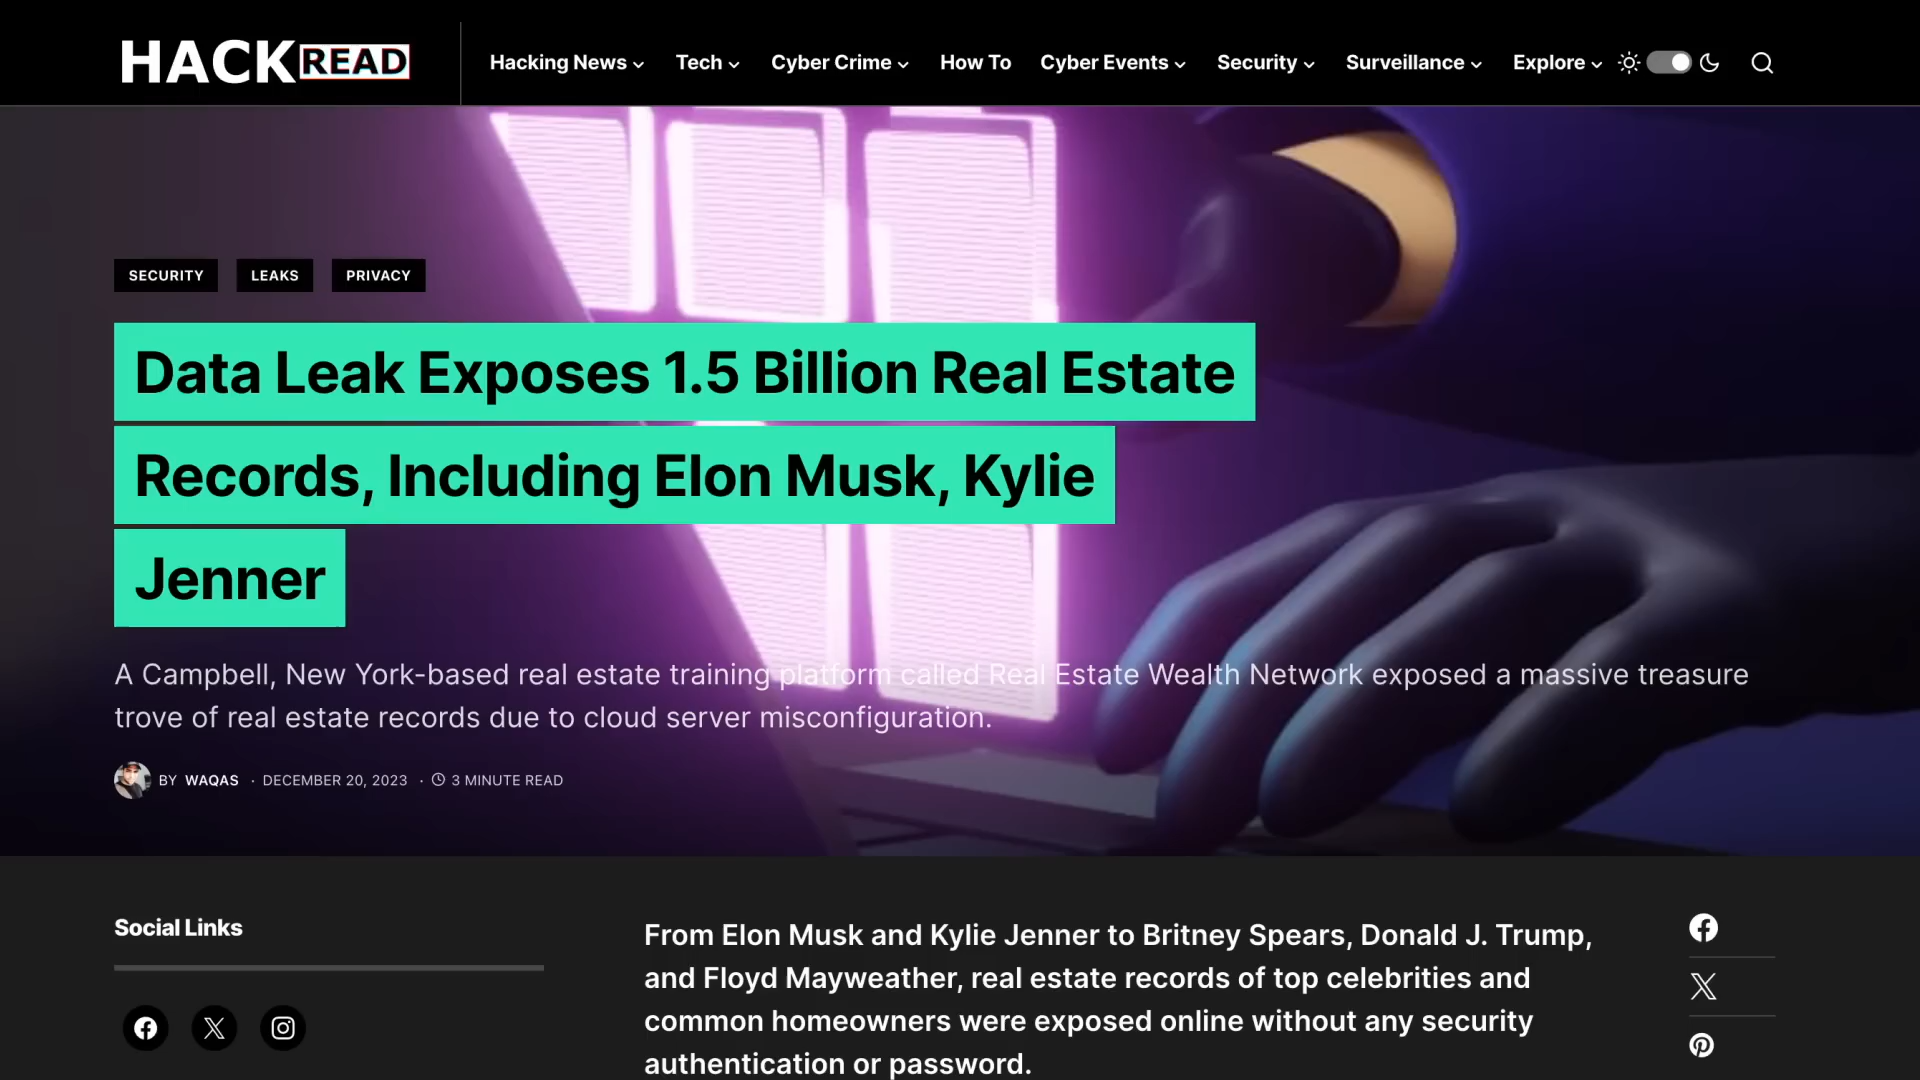 HACKREAD
Hacking News Tech Cyber Crime How To Cyber Events Security Surveillance Explore
SECURITY LEAKS PRIVACY
Data Leak Exposes 1.5 Billion Real Estate
Records, Including Elon Musk, Kylie
Jenner
A Campbell, New York-based real estate training platform called Real Estate Wealth Network exposed a massive treasure
trove of real estate records due to cloud server misconfiguration.
BY WAQAS · DECEMBER 20, 2023 · 3 MINUTE READ
Social Links
From Elon Musk and Kylie Jenner to Britney Spears, Donald J. Trump,
and Floyd Mayweather, real estate records of top celebrities and
common homeowners were exposed online without any security
authentication or password.